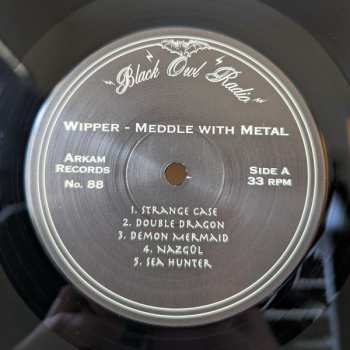 Black Owl Radio
Wipper - Meddle with Metal
Arkam
Records
No. 88
Side A
33 rpm
1. Strange Case
2. Double Dragon
3. Demon Mermaid
4. Nazgûl
5. Sea Hunter